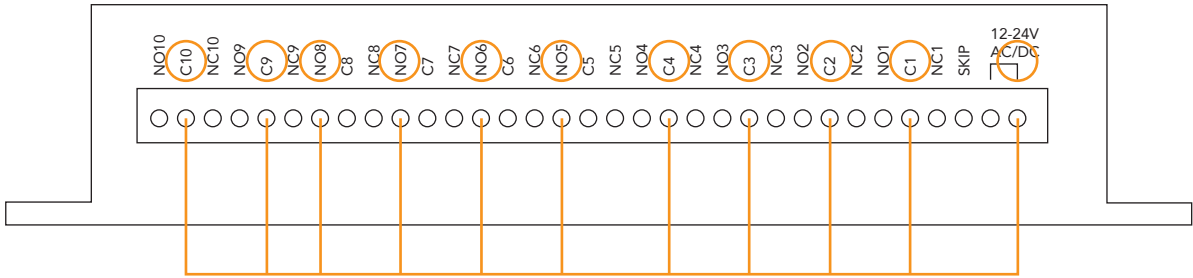 NO10
C10
NC10
NO9
C9
NC9
NO8
C8
NC8
NO7
C7
NC7
NO6
C6
NC6
NO5
C5
NC5
NO4
C4
NC4
NO3
C3
NC3
NO2
C2
NC2
NO1
C1
NC1
SKIP
12-24V
AC/DC